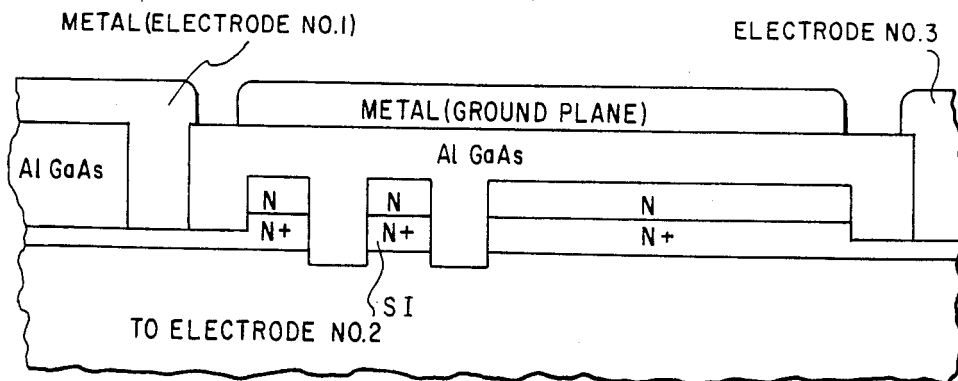 METAL(ELECTRODE NO.1)
ELECTRODE NO.3
METAL(GROUND PLANE)
Al GaAs
Al GaAs
N
N
N
N+
N+
N+
SI
TO ELECTRODE NO.2